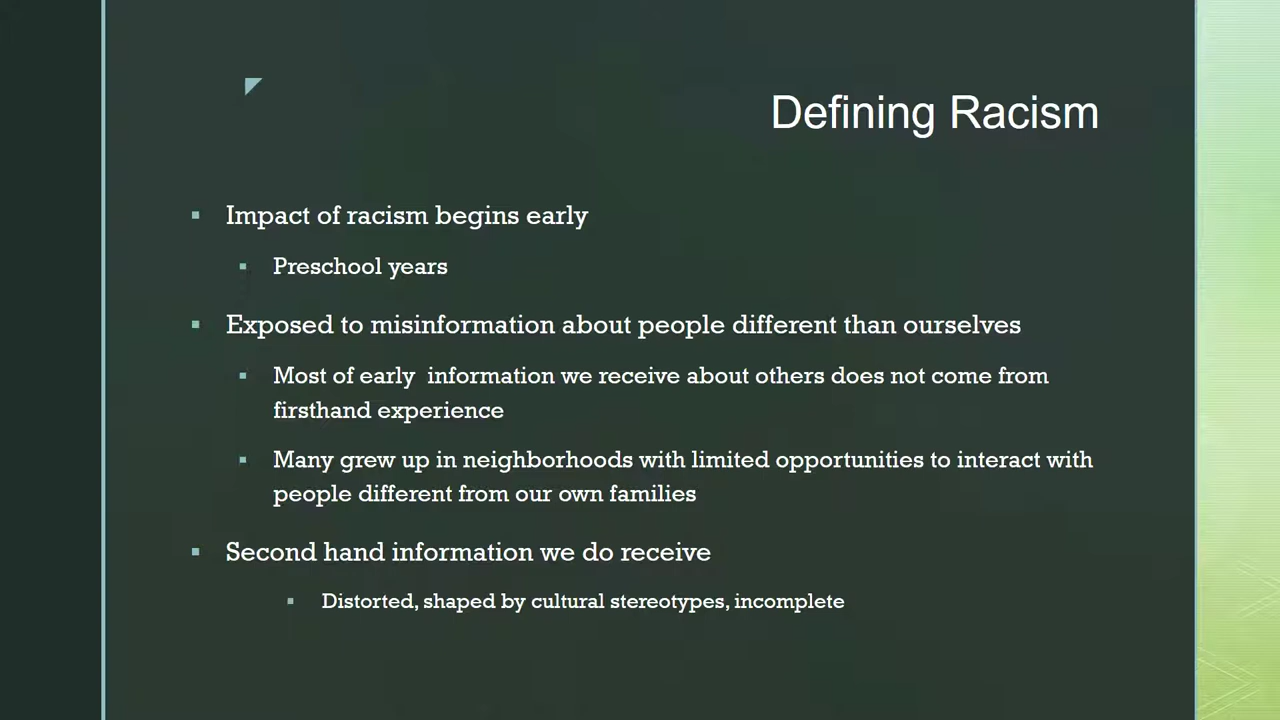 Defining Racism
▪ Impact of racism begins early
▪ Preschool years
▪ Exposed to misinformation about people different than ourselves
▪ Most of early  information we receive about others does not come from
firsthand experience
▪ Many grew up in neighborhoods with limited opportunities to interact with
people different from our own families
▪ Second hand information we do receive
▪ Distorted, shaped by cultural stereotypes, incomplete